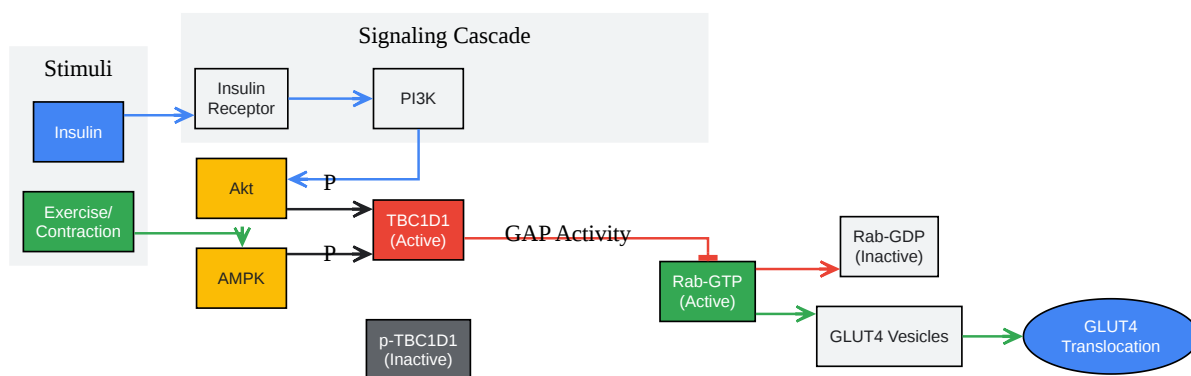 Signaling Cascade
Stimuli
Insulin
Receptor
PI3K
Insulin
Akt
P
Exercise/
Contraction
TBC1D1
(Active)
GAP Activity
P
AMPK
Rab-GDP
(Inactive)
Rab-GTP
(Active)
p-TBC1D1
(Inactive)
GLUT4 Vesicles
GLUT4
Translocation